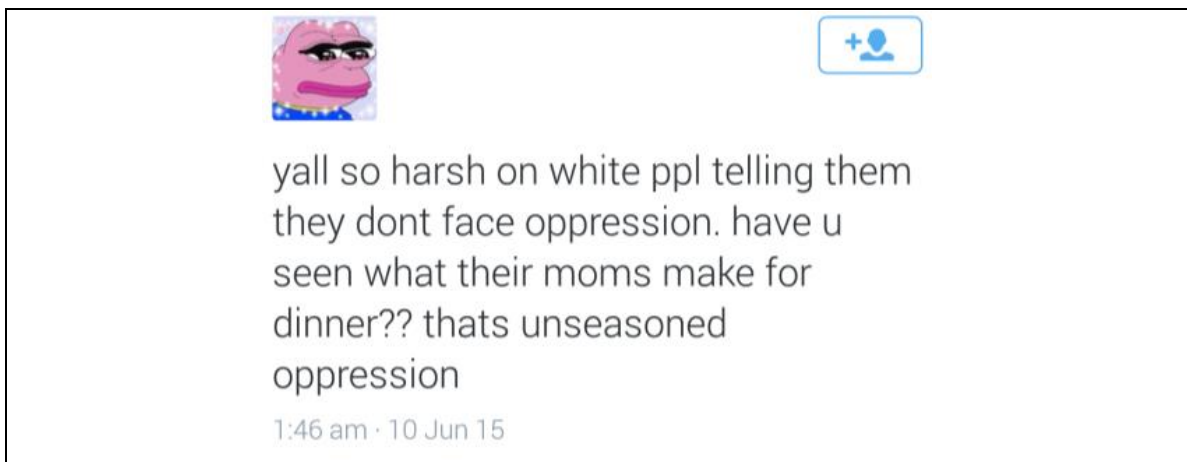 yall so harsh on white ppl telling them
they dont face oppression. have u
seen what their moms make for
dinner?? thats unseasoned
oppression
1:46 am · 10 Jun 15